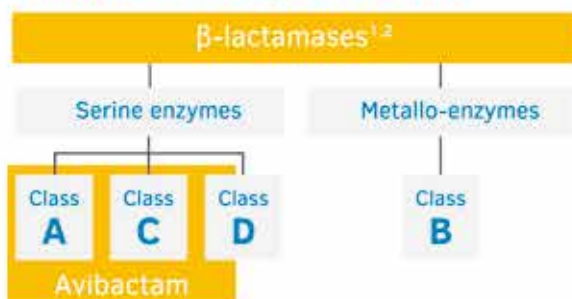 β-lactamases¹,²
Serine enzymes
Metallo-enzymes
Class
A
Class
C
Class
D
Class
B
Avibactam